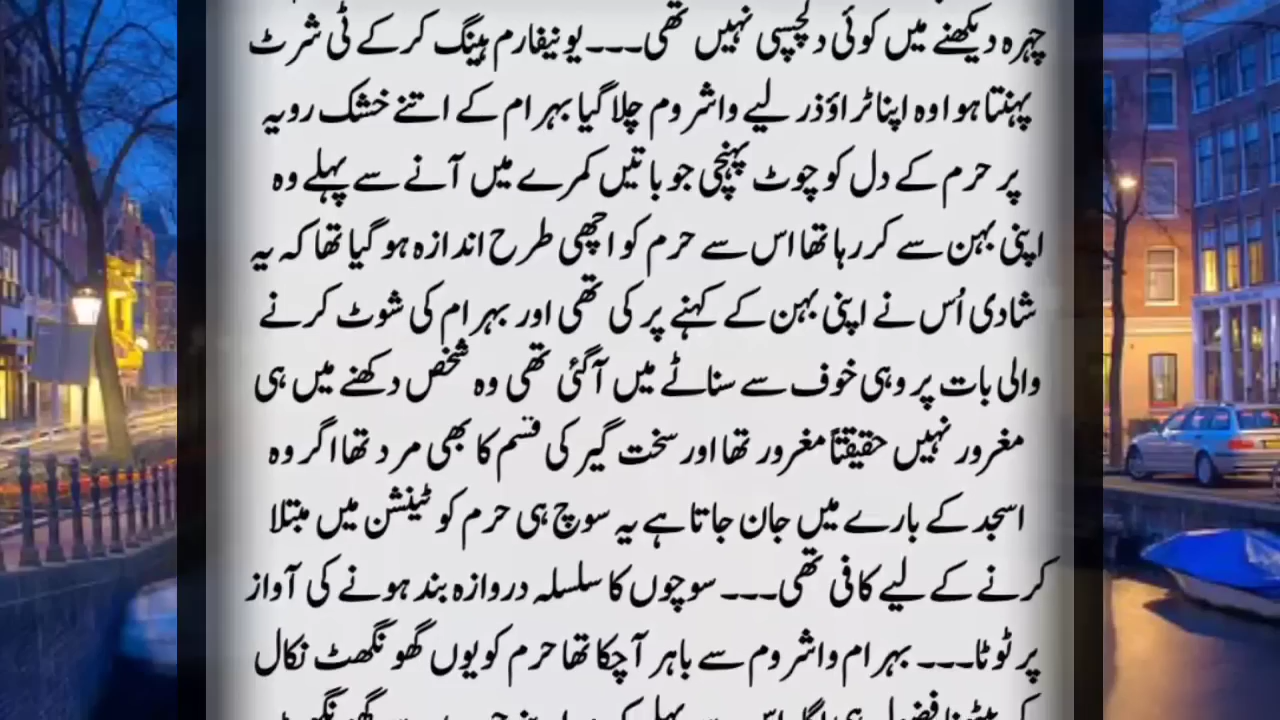 چہرہ دیکھنے میں کوئی دلچسپی نہیں تھی۔۔۔یونیفارم ہینگ کرکے ٹی شرٹ
پہنتا ہوا وہ اپنا ٹراؤذر لیے واشروم چلا گیا بہرام کے اتنے خشک رویہ
پر حرم کے دل کو چوٹ پہنچی جو باتیں کمرے میں آنے سے پہلے وہ
اپنی بہن سے کر رہا تھا اس سے حرم کو اچھی طرح اندازہ ہو گیا تھا کہ یہ
شادی اُس نے اپنی بہن کے کہنے پر کی تھی اور بہرام کی شوٹ کرنے
والی بات پر وہی خوف سے سناٹے میں آگئی تھی وہ شخص دکھنے میں ہی
مغرور نہیں حقیقتاً مغرور تھا اور سخت گیر کی قسم کا بھی مرد تھا اگر وہ
اسجد کے بارے میں جان جاتا ہے یہ سوچ ہی حرم کو ٹینشن میں مبتلا
کرنے کے لیے کافی تھی۔۔۔ سوچوں کا سلسلہ دروازہ بند ہونے کی آواز
پر ٹوٹا۔۔۔ بہرام واشروم سے باہر آچکا تھا حرم کو یوں گھونگھٹ نکال